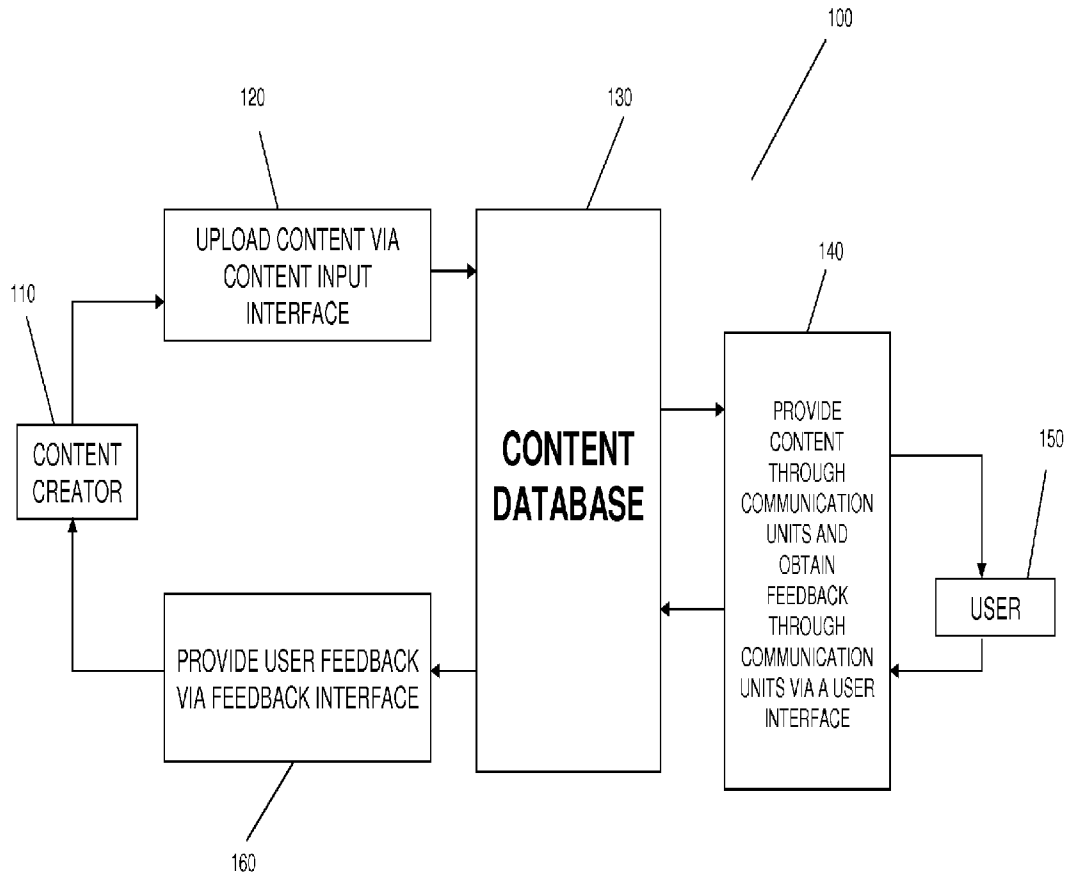 100
120
130
UPLOAD CONTENT VIA
CONTENT INPUT
INTERFACE
110
140
CONTENT
CREATOR
CONTENT
DATABASE
PROVIDE
CONTENT
THROUGH
COMMUNICATION
UNITS AND
OBTAIN
FEEDBACK
THROUGH
COMMUNICATION
UNITS VIA A USER
INTERFACE
150
USER
PROVIDE USER FEEDBACK
VIA FEEDBACK INTERFACE
160